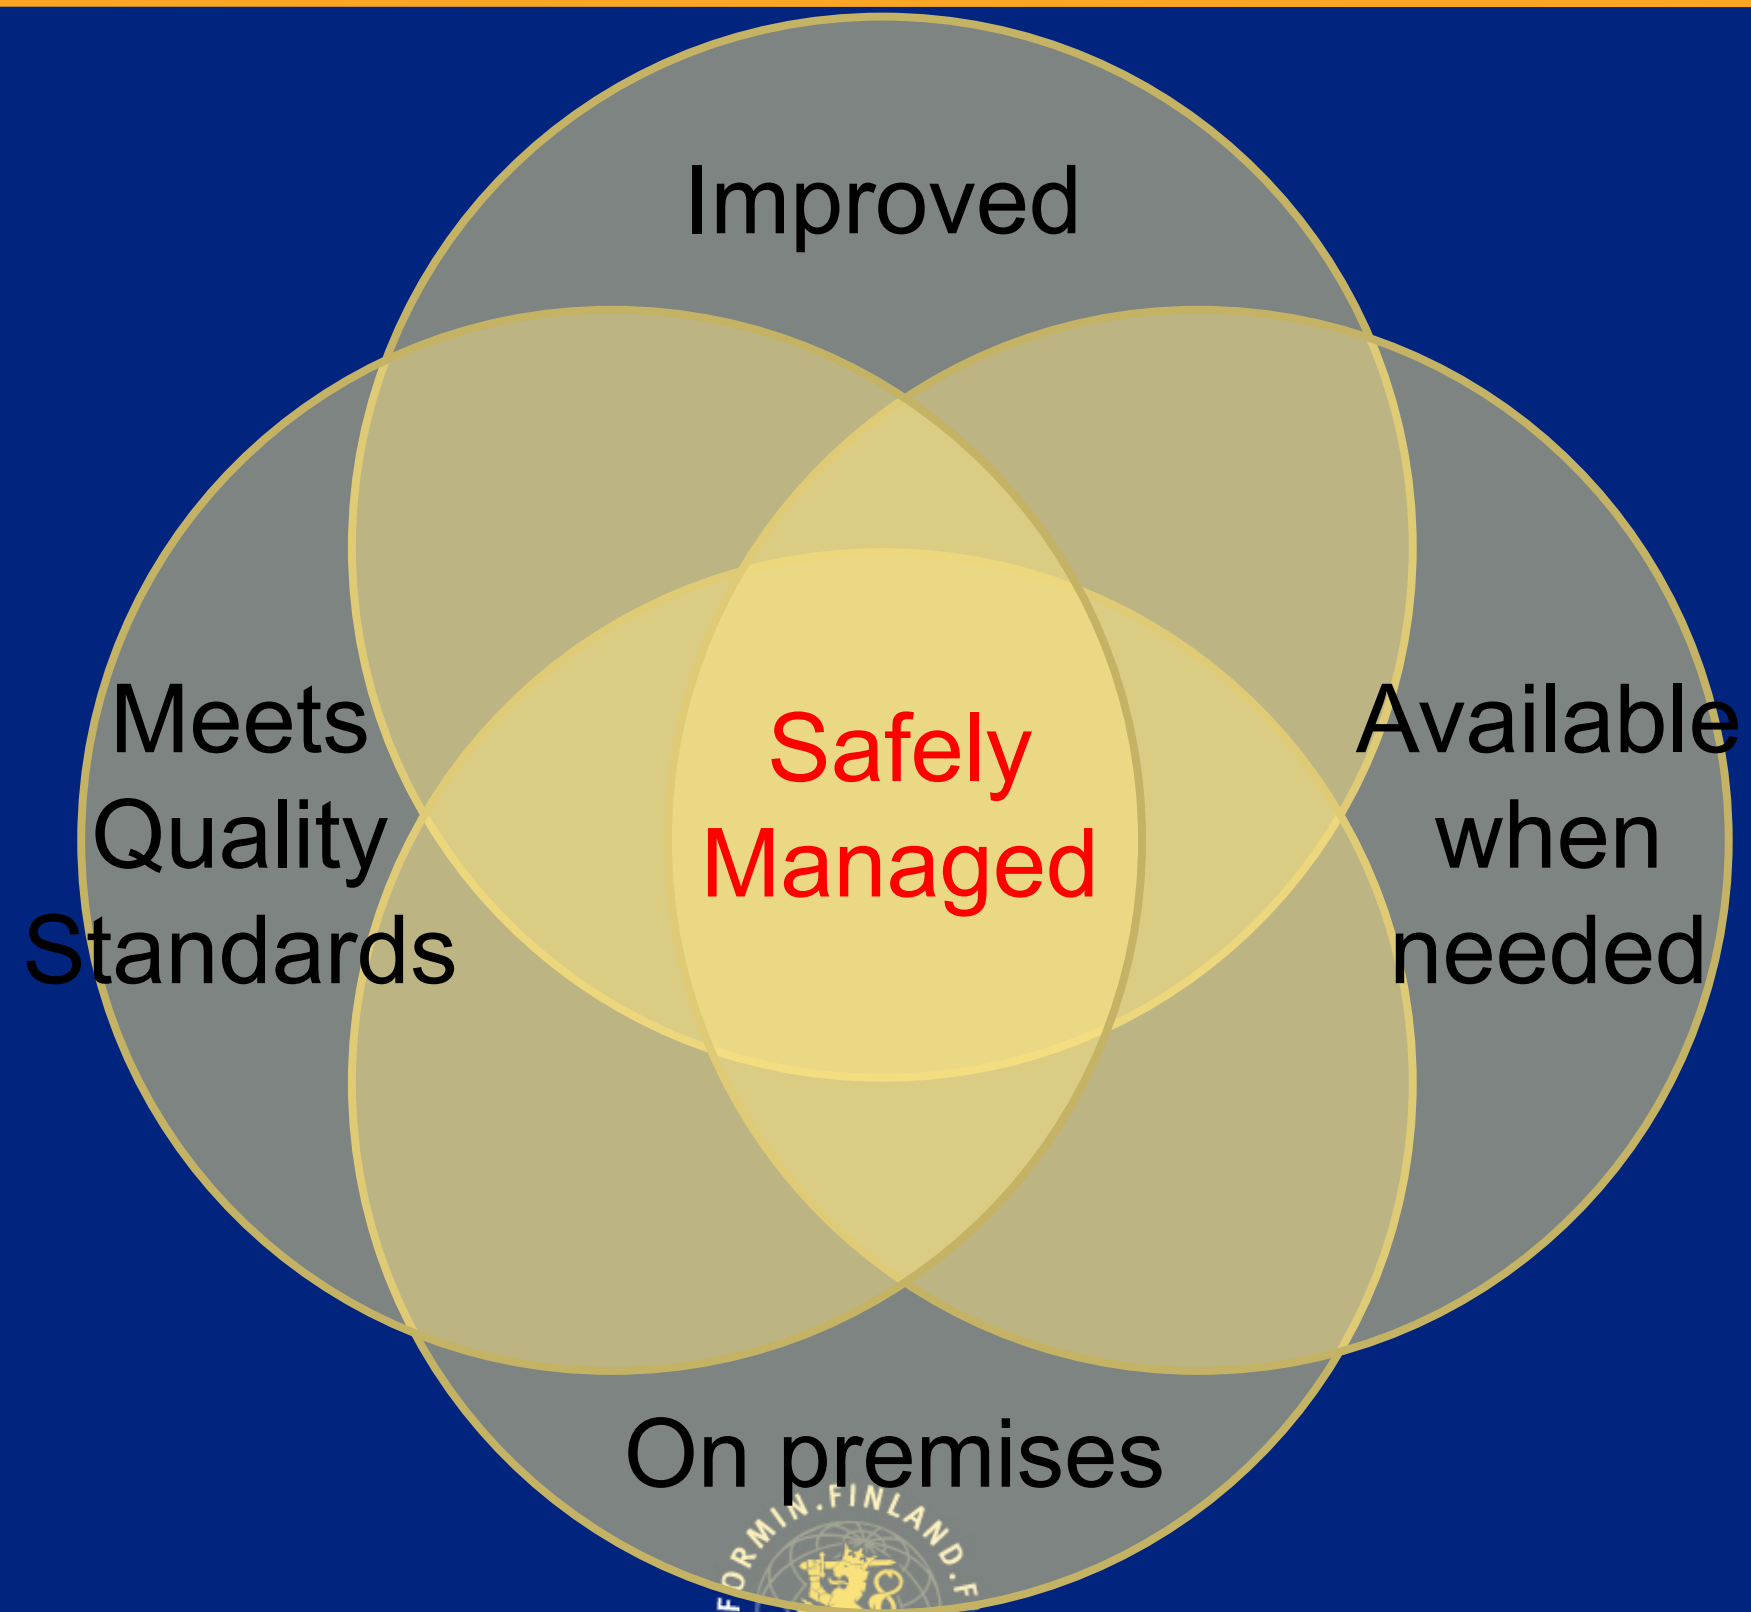 Improved
Meets
Quality
Standards
Safely
Managed
Available
when
needed
On premises
FORMIN.FINLAND.F